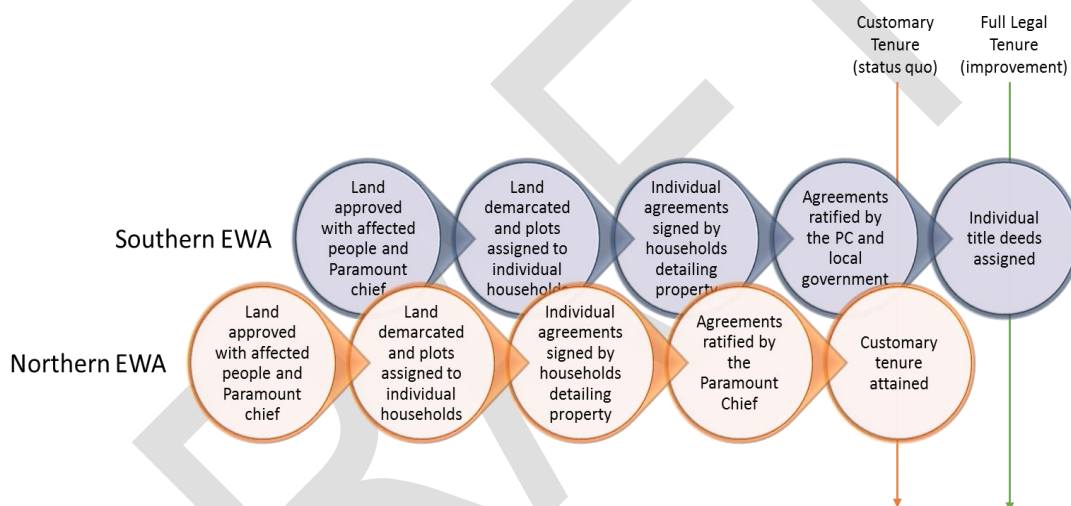 Customary
Tenure
(status quo)
Full Legal
Tenure
(improvement)
Southern EWA
Land
approved
with affected
people and
Paramount
chief
Land
demarcated
and plots
assigned to
individual
households
Individual
agreements
signed by
households
detailing
property
Agreements
ratified by
the PC and
local
government
Individual
title deeds
assigned
Northern EWA
Land
approved
with affected
people and
Paramount
chief
Land
demarcated
and plots
assigned to
individual
households
Individual
agreements
signed by
households
detailing
property
Agreements
ratified by
the
Paramount
Chief
Customary
tenure
attained